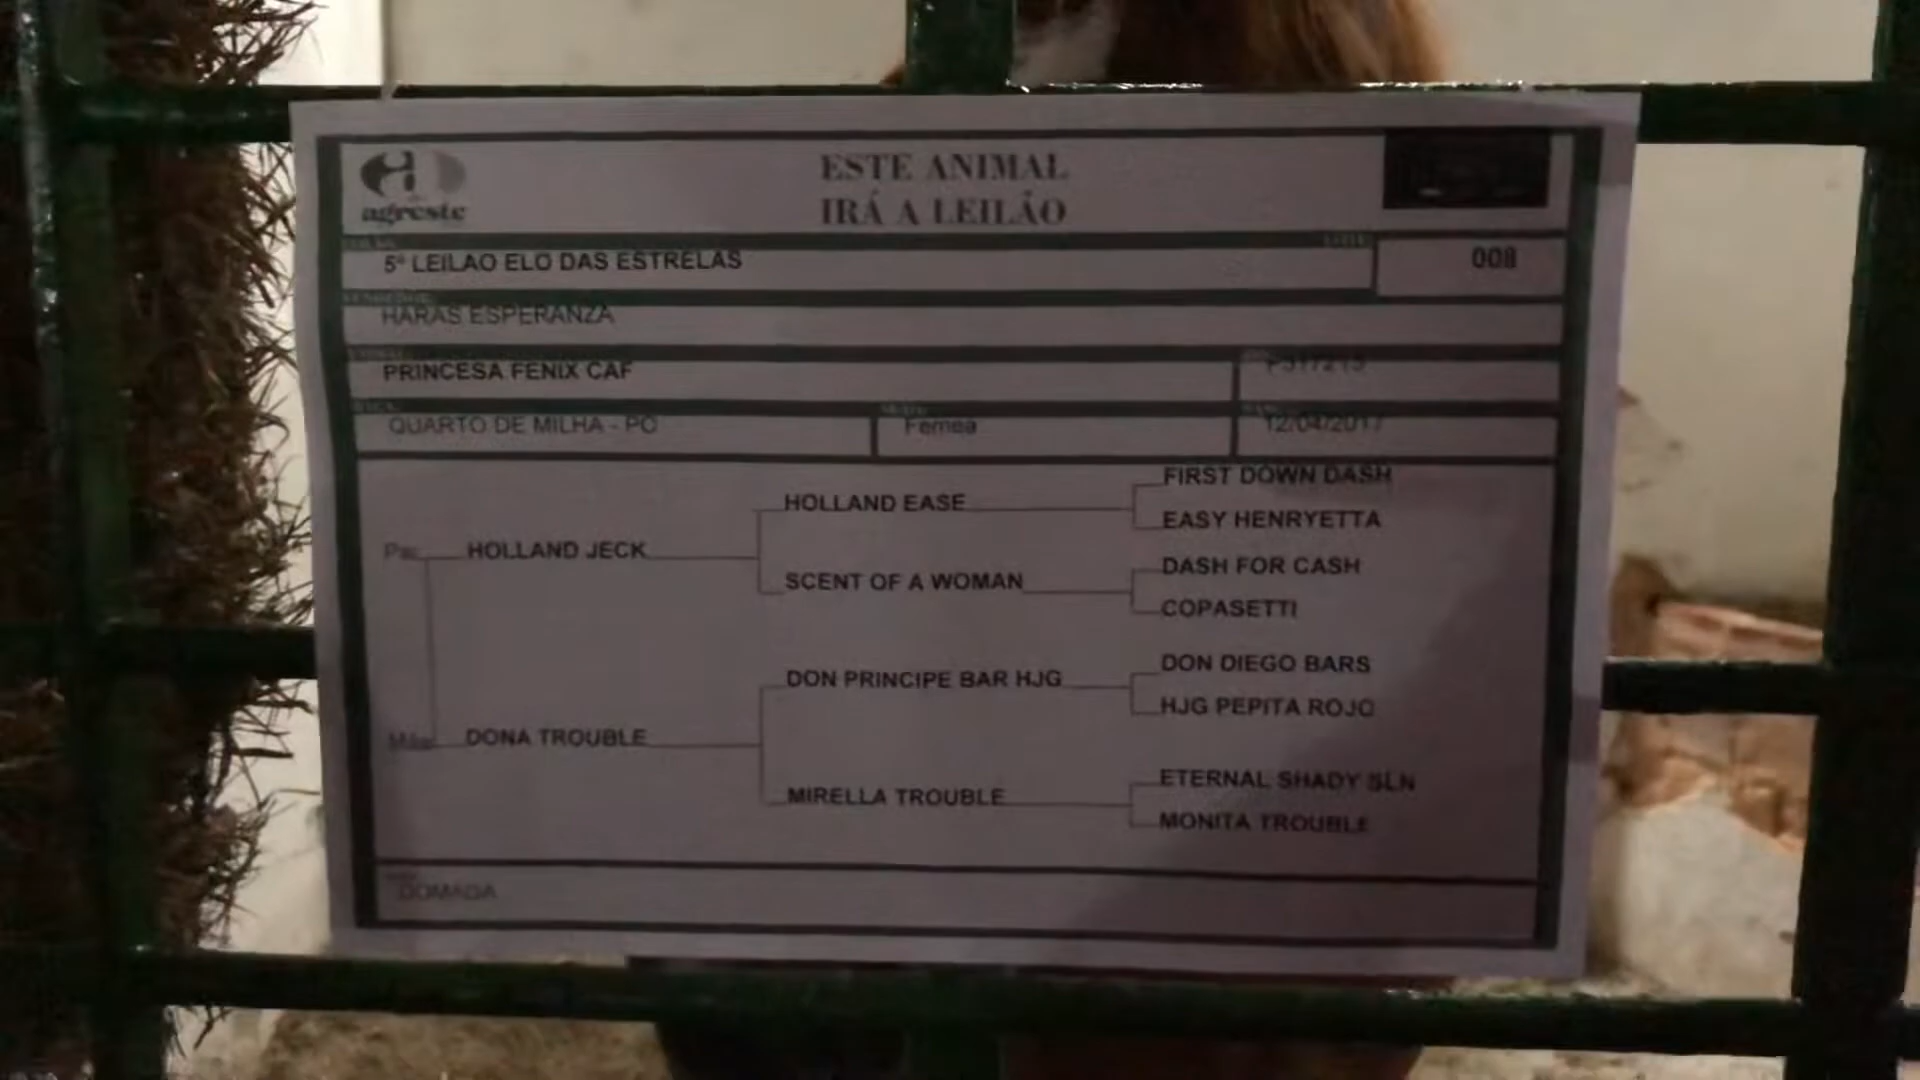 agreste
ESTE ANIMAL
IRÁ A LEILÃO
5º LEILAO ELO DAS ESTRELAS
008
HARAS ESPERANZA
PRINCESA FENIX CAF
QUARTO DE MILHA - PO
Femea
12/04/2017
FIRST DOWN DASH
HOLLAND EASE
EASY HENRYETTA
Pai
HOLLAND JECK
DASH FOR CASH
SCENT OF A WOMAN
COPASETTI
DON DIEGO BARS
DON PRINCIPE BAR HJG
HJG PEPITA ROJO
Mãe
DONA TROUBLE
ETERNAL SHADY SLN
MIRELLA TROUBLE
MONITA TROUBLE
DOMADA